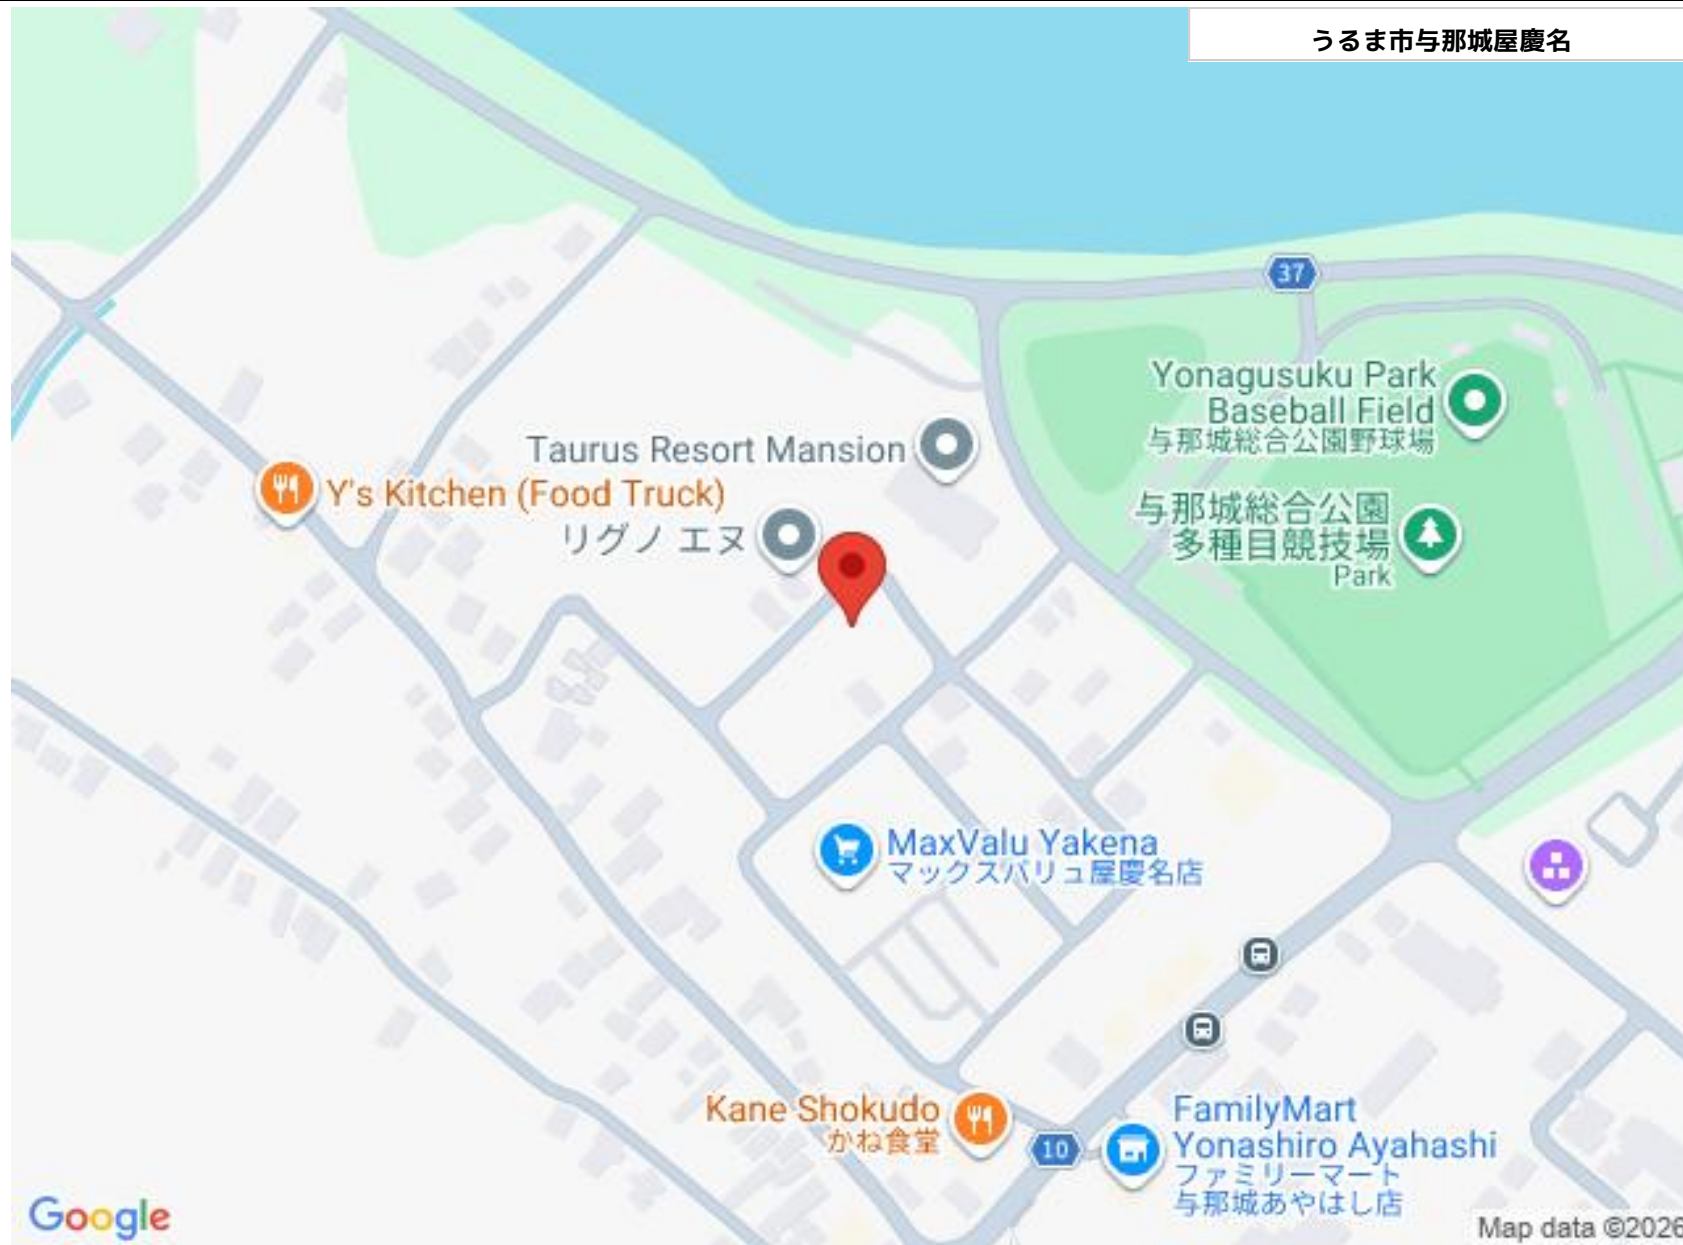 うるま市与那城屋慶名
37
Yonagusuku Park
Baseball Field
与那城総合公園野球場
Taurus Resort Mansion
Y's Kitchen (Food Truck)
リグノ エヌ
与那城総合公園
多種目競技場
Park
MaxValu Yakena
マックスバリュ屋慶名店
Kane Shokudo
かね食堂
10
FamilyMart
Yonashiro Ayahashi
ファミリーマート
与那城あやはし店
Google
Map data ©2026